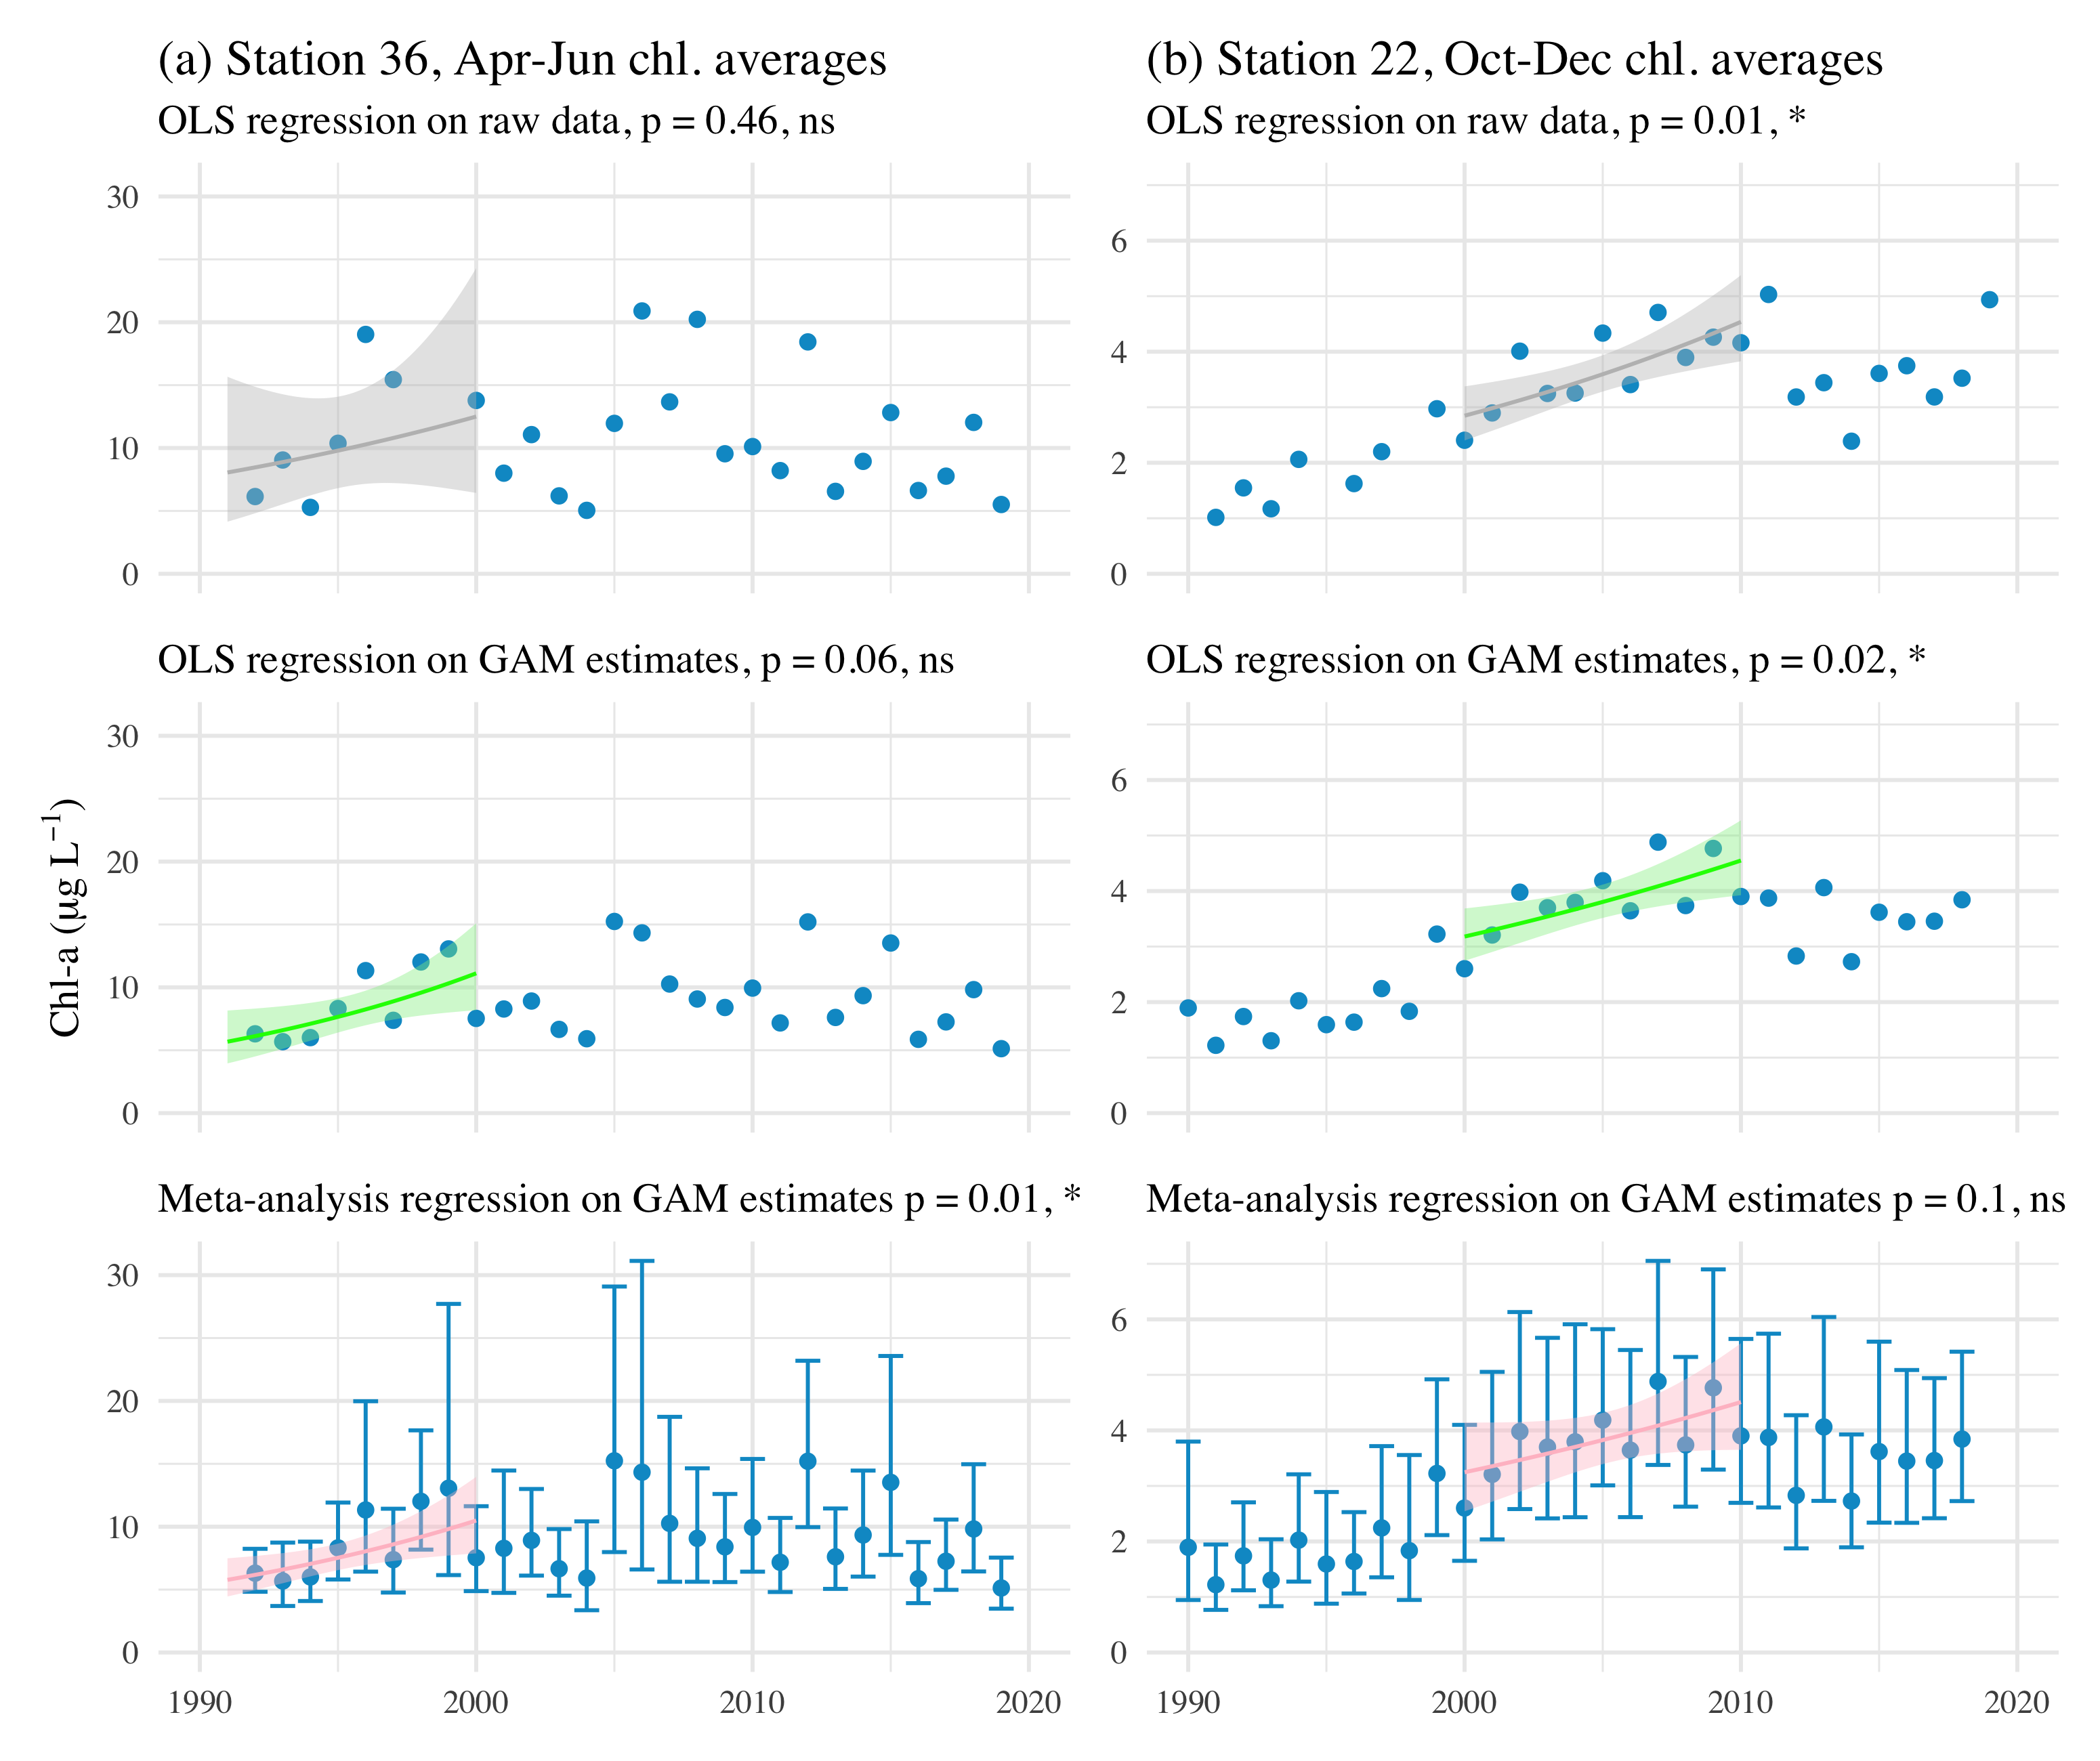 (a) Station 36, Apr-Jun chl. averages
OLS regression on raw data, p = 0.46, ns
30
20
10
0
OLS regression on GAM estimates, p = 0.06, ns
30
20
10
0
Meta-analysis regression on GAM estimates p = 0.01, *
30
20
10
0
1990 2000 2010 2020
Chl-a (µg L⁻¹)
(b) Station 22, Oct-Dec chl. averages
OLS regression on raw data, p = 0.01, *
6
4
2
0
OLS regression on GAM estimates, p = 0.02, *
6
4
2
0
Meta-analysis regression on GAM estimates p = 0.1, ns
6
4
2
0
1990 2000 2010 2020